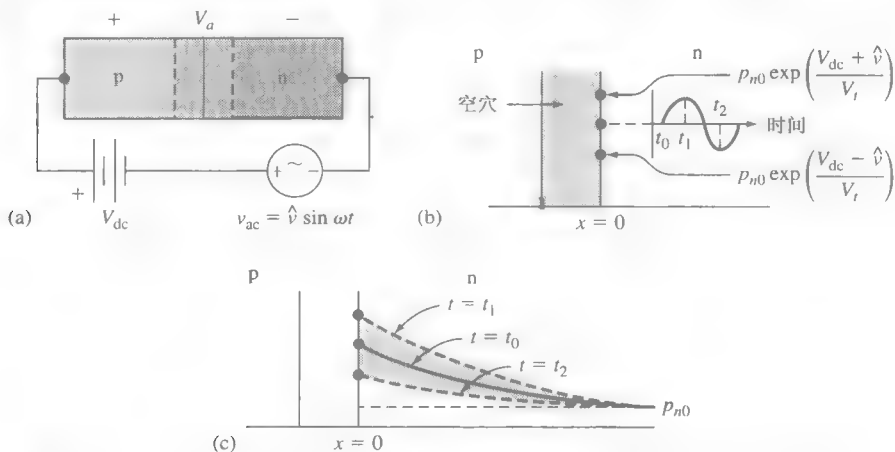 + V_a −
p n
+
V_dc
+ ~ −
v_ac = v̂ sin ωt
(a)
p n
空穴
p_n0 exp((V_dc + v̂)/V_t)
t_0 t_1 t_2
时间
p_n0 exp((V_dc − v̂)/V_t)
x = 0
(b)
p n
t = t_1
t = t_0
t = t_2
p_n0
x = 0
(c)